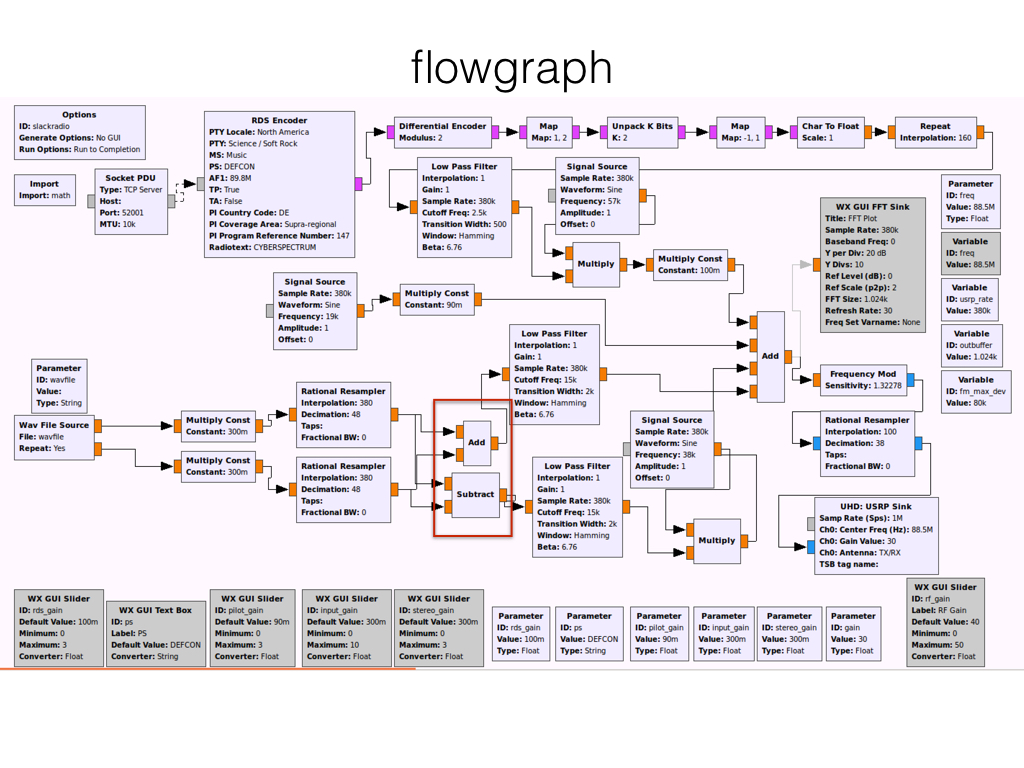 flowgraph
Options
ID: slackradio
Generate Options: No GUI
Run Options: Run to Completion
Import
Import: math
Socket PDU
Type: TCP Server
Host:
Port: 52001
MTU: 10k
RDS Encoder
PTY Locale: North America
PTY: Science / Soft Rock
MS: Music
PS: DEFCON
AF1: 89.8M
TP: True
TA: False
PI Country Code: DE
PI Coverage Area: Supra-regional
PI Program Reference Number: 147
Radiotext: CYBERSPECTRUM
Differential Encoder
Modulus: 2
Map
Map: 1, 2
Unpack K Bits
K: 2
Map
Map: -1, 1
Char To Float
Scale: 1
Repeat
Interpolation: 160
Low Pass Filter
Interpolation: 1
Gain: 1
Sample Rate: 380k
Cutoff Freq: 2.5k
Transition Width: 500
Window: Hamming
Beta: 6.76
Signal Source
Sample Rate: 380k
Waveform: Sine
Frequency: 57k
Amplitude: 1
Offset: 0
Multiply
Multiply Const
Constant: 100m
WX GUI FFT Sink
Title: FFT Plot
Sample Rate: 380k
Baseband Freq: 0
Y per Div: 20 dB
Y Divs: 10
Ref Level (dB): 0
Ref Scale (p2p): 2
FFT Size: 1.024k
Refresh Rate: 30
Freq Set Varname: None
Parameter
ID: freq
Value: 88.5M
Type: Float
Variable
ID: freq
Value: 88.5M
Variable
ID: usrp_rate
Value: 380k
Variable
ID: outbuffer
Value: 1.024k
Variable
ID: fm_max_dev
Value: 80k
Signal Source
Sample Rate: 380k
Waveform: Sine
Frequency: 19k
Amplitude: 1
Offset: 0
Multiply Const
Constant: 90m
Low Pass Filter
Interpolation: 1
Gain: 1
Sample Rate: 380k
Cutoff Freq: 15k
Transition Width: 2k
Window: Hamming
Beta: 6.76
Add
Frequency Mod
Sensitivity: 1.32278
Parameter
ID: wavfile
Value:
Type: String
Wav File Source
File: wavfile
Repeat: Yes
Multiply Const
Constant: 300m
Multiply Const
Constant: 300m
Rational Resampler
Interpolation: 380
Decimation: 48
Taps:
Fractional BW: 0
Rational Resampler
Interpolation: 380
Decimation: 48
Taps:
Fractional BW: 0
Add
Subtract
Low Pass Filter
Interpolation: 1
Gain: 1
Sample Rate: 380k
Cutoff Freq: 15k
Transition Width: 2k
Window: Hamming
Beta: 6.76
Signal Source
Sample Rate: 380k
Waveform: Sine
Frequency: 38k
Amplitude: 1
Offset: 0
Multiply
Rational Resampler
Interpolation: 100
Decimation: 38
Taps:
Fractional BW: 0
UHD: USRP Sink
Samp Rate (Sps): 1M
Ch0: Center Freq (Hz): 88.5M
Ch0: Gain Value: 30
Ch0: Antenna: TX/RX
TSB tag name:
WX GUI Slider
ID: rds_gain
Default Value: 100m
Minimum: 0
Maximum: 3
Converter: Float
WX GUI Text Box
ID: ps
Label: PS
Default Value: DEFCON
Converter: String
WX GUI Slider
ID: pilot_gain
Default Value: 90m
Minimum: 0
Maximum: 3
Converter: Float
WX GUI Slider
ID: input_gain
Default Value: 300m
Minimum: 0
Maximum: 10
Converter: Float
WX GUI Slider
ID: stereo_gain
Default Value: 300m
Minimum: 0
Maximum: 3
Converter: Float
Parameter
ID: rds_gain
Value: 100m
Type: Float
Parameter
ID: ps
Value: DEFCON
Type: String
Parameter
ID: pilot_gain
Value: 90m
Type: Float
Parameter
ID: input_gain
Value: 300m
Type: Float
Parameter
ID: stereo_gain
Value: 300m
Type: Float
Parameter
ID: gain
Value: 30
Type: Float
WX GUI Slider
ID: rf_gain
Label: RF Gain
Default Value: 40
Minimum: 0
Maximum: 50
Converter: Float